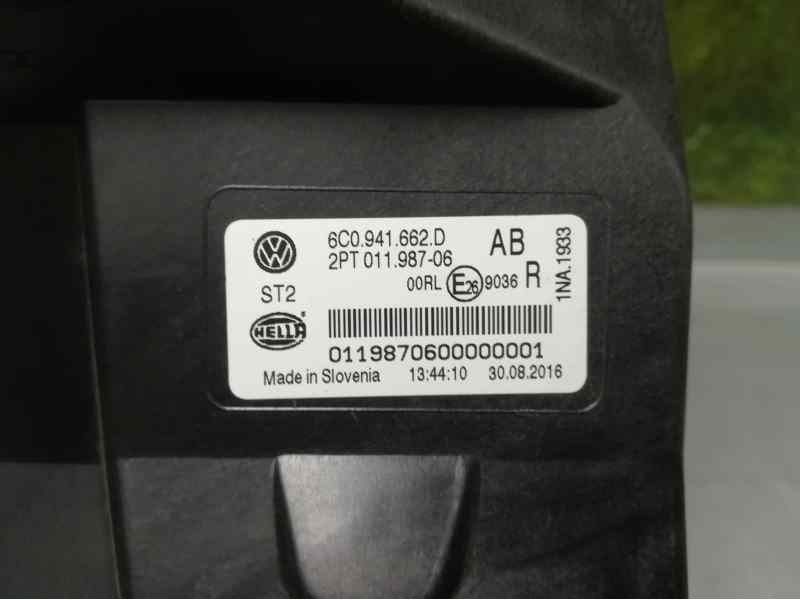 VW
6C0.941.662.D AB
2PT 011.987-06
ST2 00RL E26 9036 R
1NA.1933
HELLA ®
0119870600000001
Made in Slovenia 13:44:10 30.08.2016